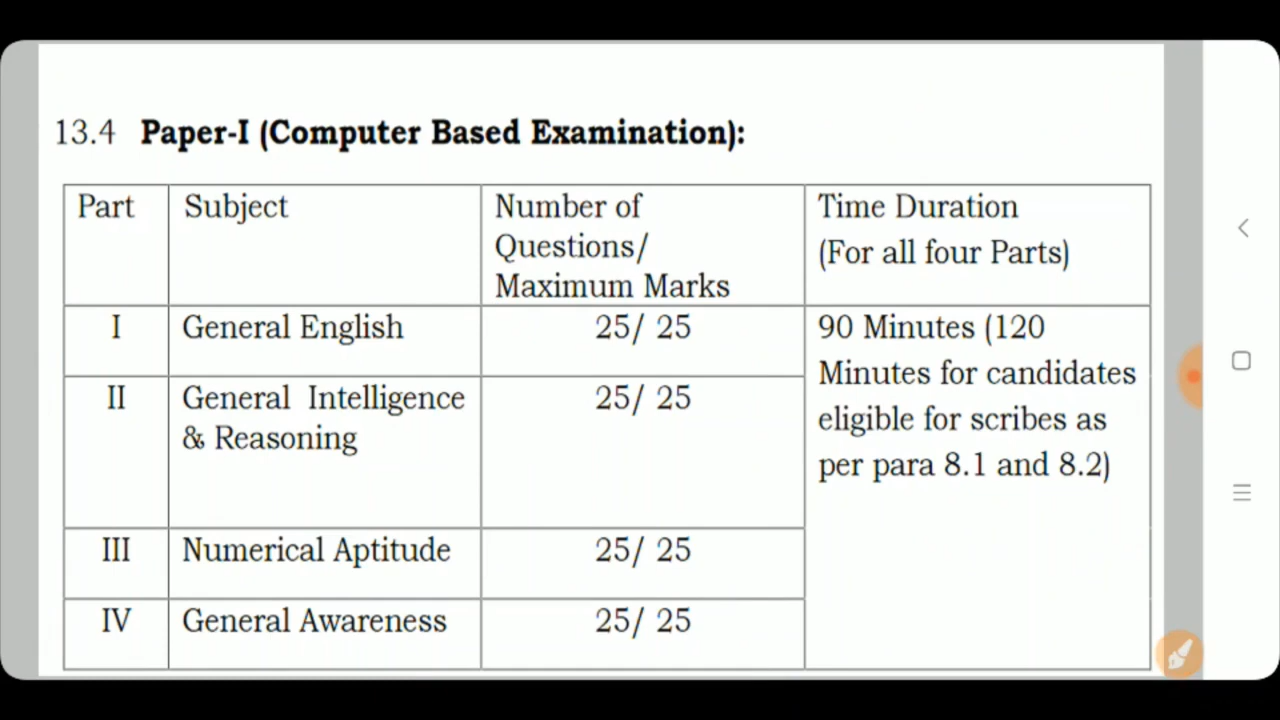 13.4 Paper-I (Computer Based Examination):
Part Subject Number of Questions/ Maximum Marks Time Duration (For all four Parts)
I General English 25/ 25 90 Minutes (120 Minutes for candidates eligible for scribes as per para 8.1 and 8.2)
II General Intelligence & Reasoning 25/ 25
III Numerical Aptitude 25/ 25
IV General Awareness 25/ 25